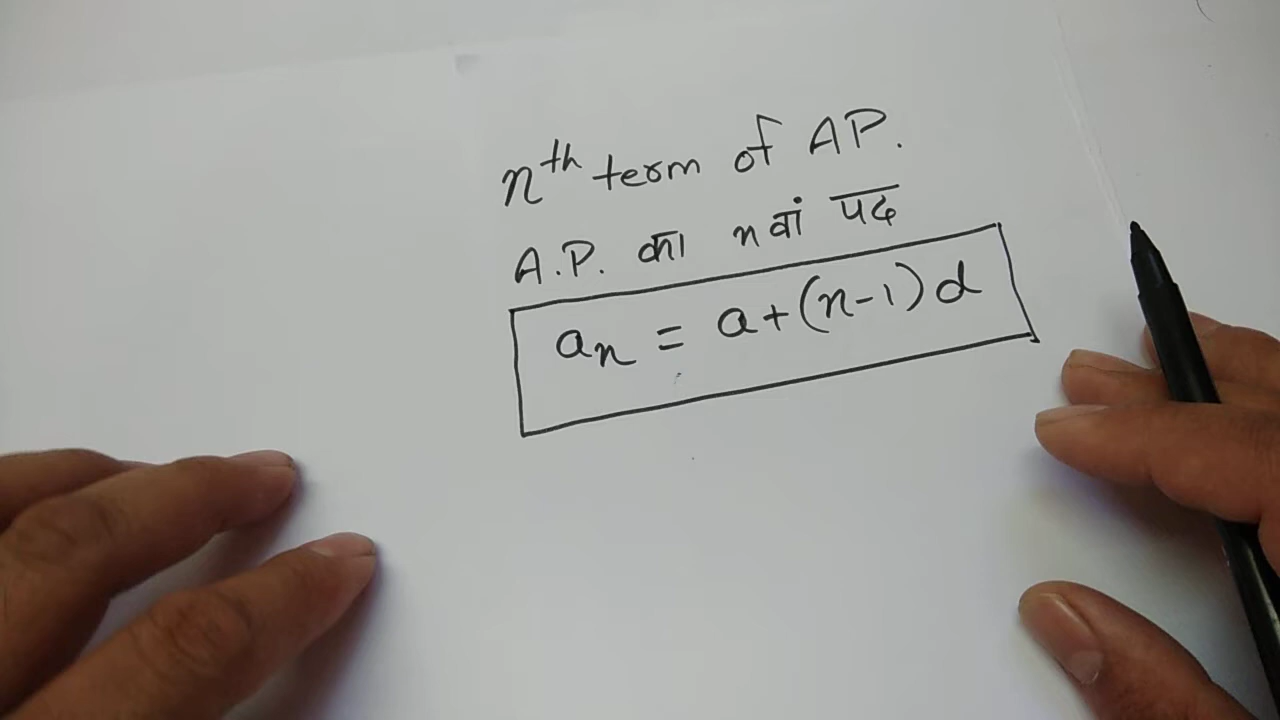 nth term of AP.
A.P. का nवां पद
an = a+(n-1)d